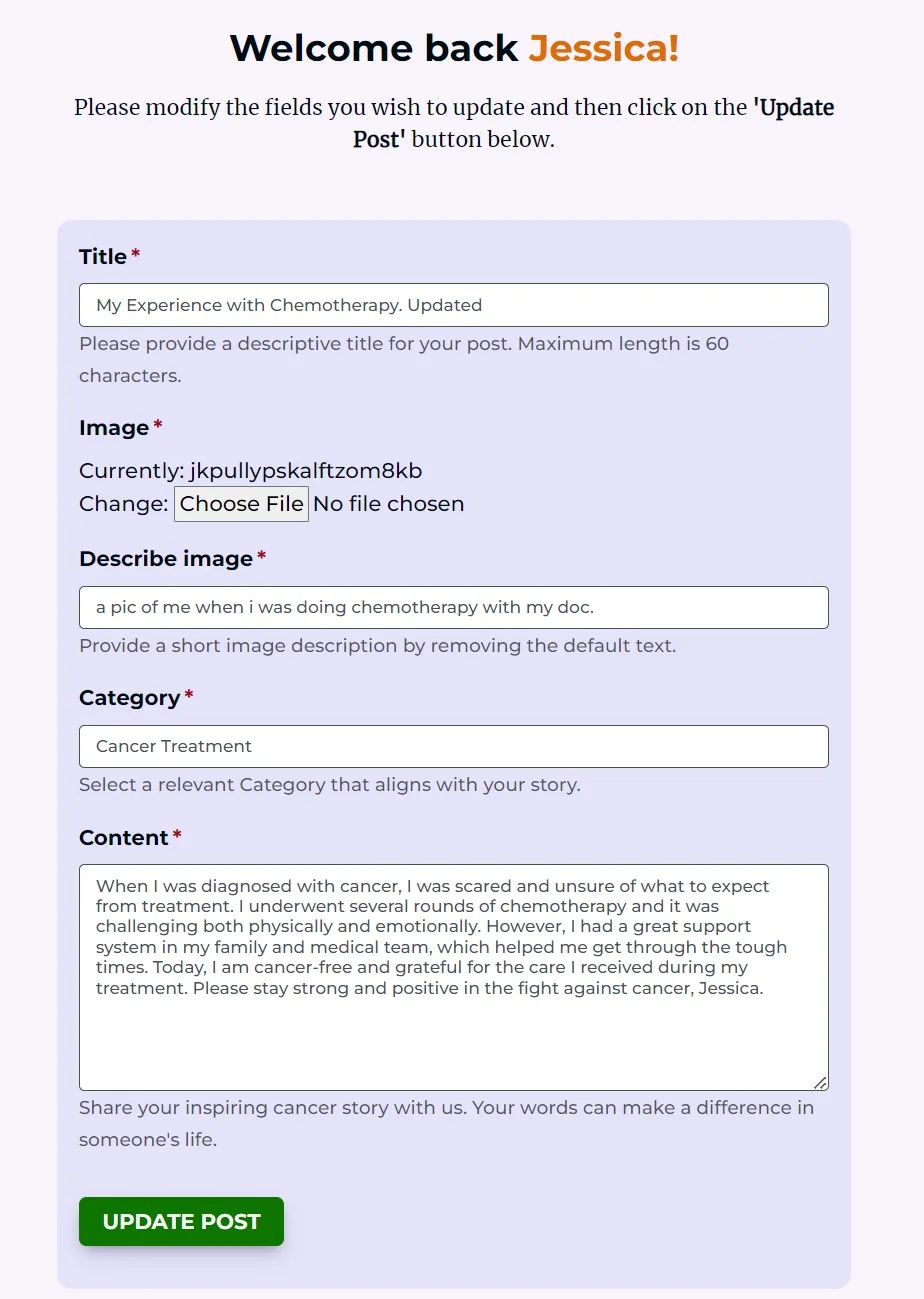 Welcome back Jessica!
Please modify the fields you wish to update and then click on the 'Update
Post' button below.
Title*
My Experience with Chemotherapy. Updated
Please provide a descriptive title for your post. Maximum length is 60
characters.
Image*
Currently: jkpullypskalftzom8kb
Change: Choose File No file chosen
Describe image*
a pic of me when i was doing chemotherapy with my doc.
Provide a short image description by removing the default text.
Category*
Cancer Treatment
Select a relevant Category that aligns with your story.
Content*
When I was diagnosed with cancer, I was scared and unsure of what to expect
from treatment. I underwent several rounds of chemotherapy and it was
challenging both physically and emotionally. However, I had a great support
system in my family and medical team, which helped me get through the tough
times. Today, I am cancer-free and grateful for the care I received during my
treatment. Please stay strong and positive in the fight against cancer, Jessica.
Share your inspiring cancer story with us. Your words can make a difference in
someone's life.
UPDATE POST